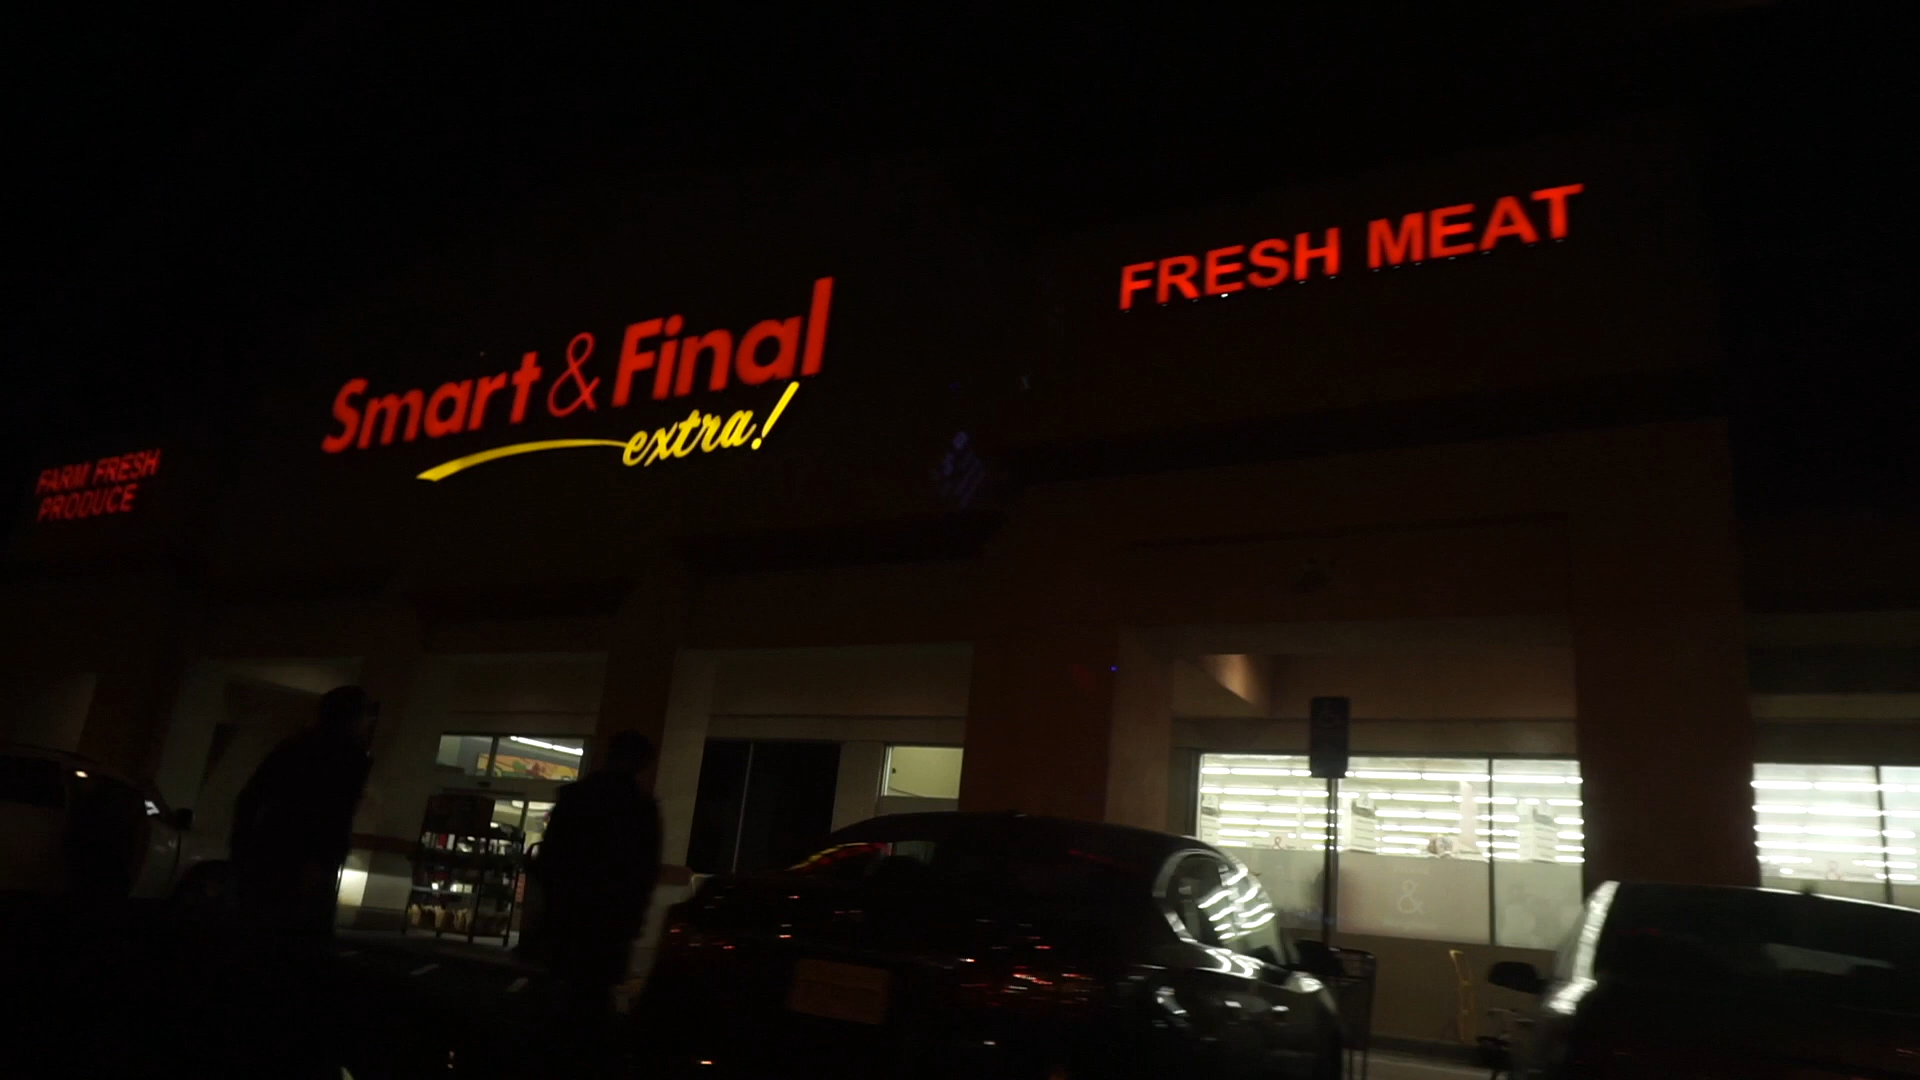 FARM FRESH
PRODUCE
Smart & Final
extra!
FRESH MEAT
&